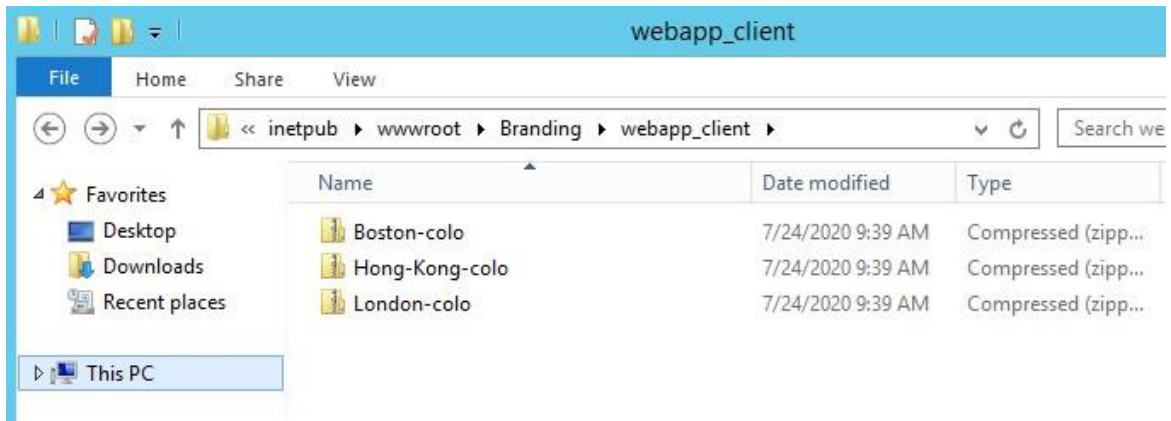 webapp_client
File Home Share View
« inetpub wwwroot Branding webapp_client Search we
Name Date modified Type
Favorites
Desktop
Downloads
Recent places
This PC
Boston-colo 7/24/2020 9:39 AM Compressed (zipp...
Hong-Kong-colo 7/24/2020 9:39 AM Compressed (zipp...
London-colo 7/24/2020 9:39 AM Compressed (zipp...